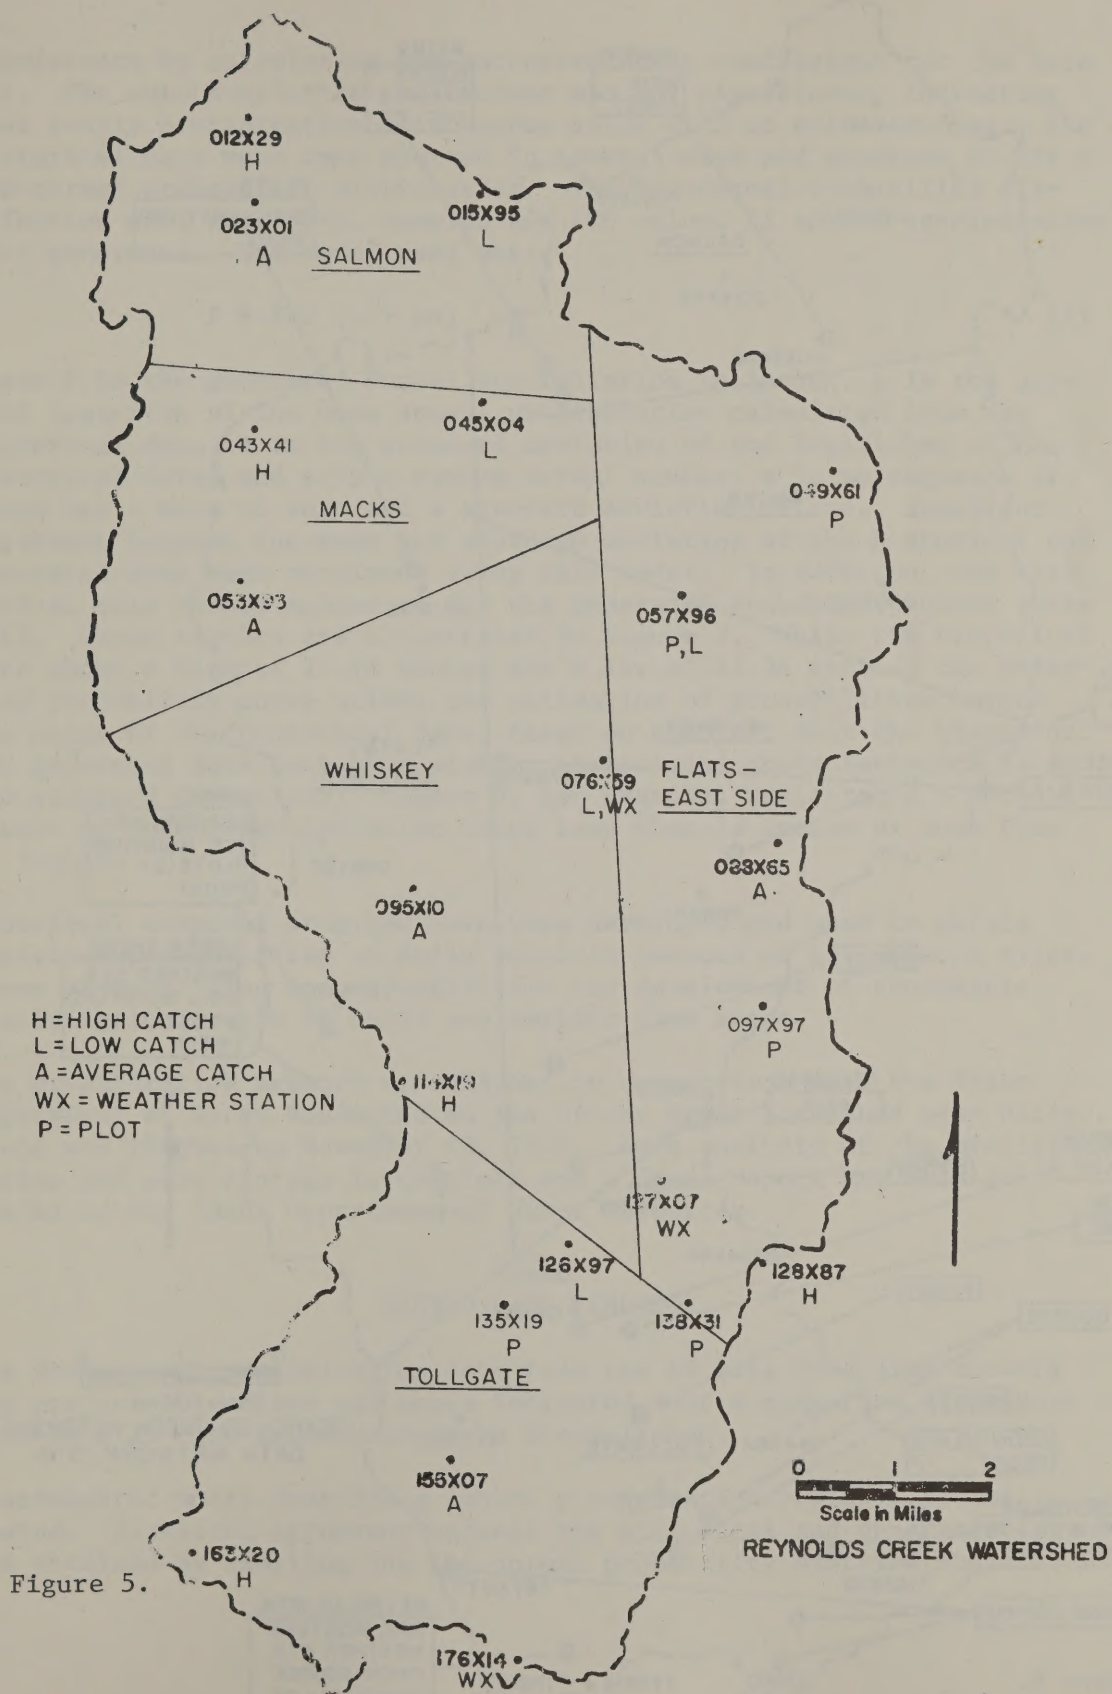 012X29
H
023X01
A
015X95
L
SALMON
045X04
L
043X41
H
MACKS
049X61
P
053X93
A
057X96
P,L
WHISKEY
076X59
L,WX
FLATS-
EAST SIDE
088X65
A
095X10
A
097X97
P
H=HIGH CATCH
L=LOW CATCH
A=AVERAGE CATCH
WX=WEATHER STATION
P=PLOT
114X19
H
127X07
WX
126X97
L
128X87
H
135X19
P
138X31
P
TOLLGATE
155X07
A
0 1 2
Scale in Miles
REYNOLDS CREEK WATERSHED
163X20
H
Figure 5.
176X14
WX